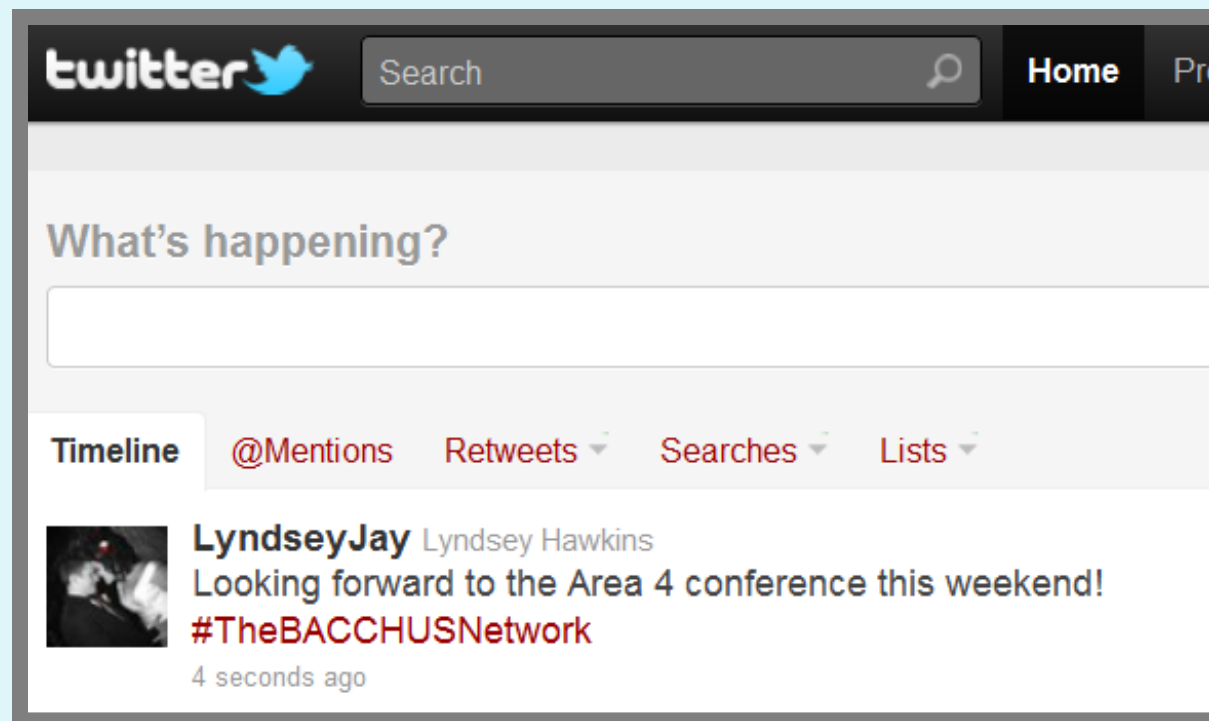 twitter Search Home Pr
What's happening?
Timeline @Mentions Retweets Searches Lists
LyndseyJay Lyndsey Hawkins
Looking forward to the Area 4 conference this weekend!
#TheBACCHUSNetwork
4 seconds ago